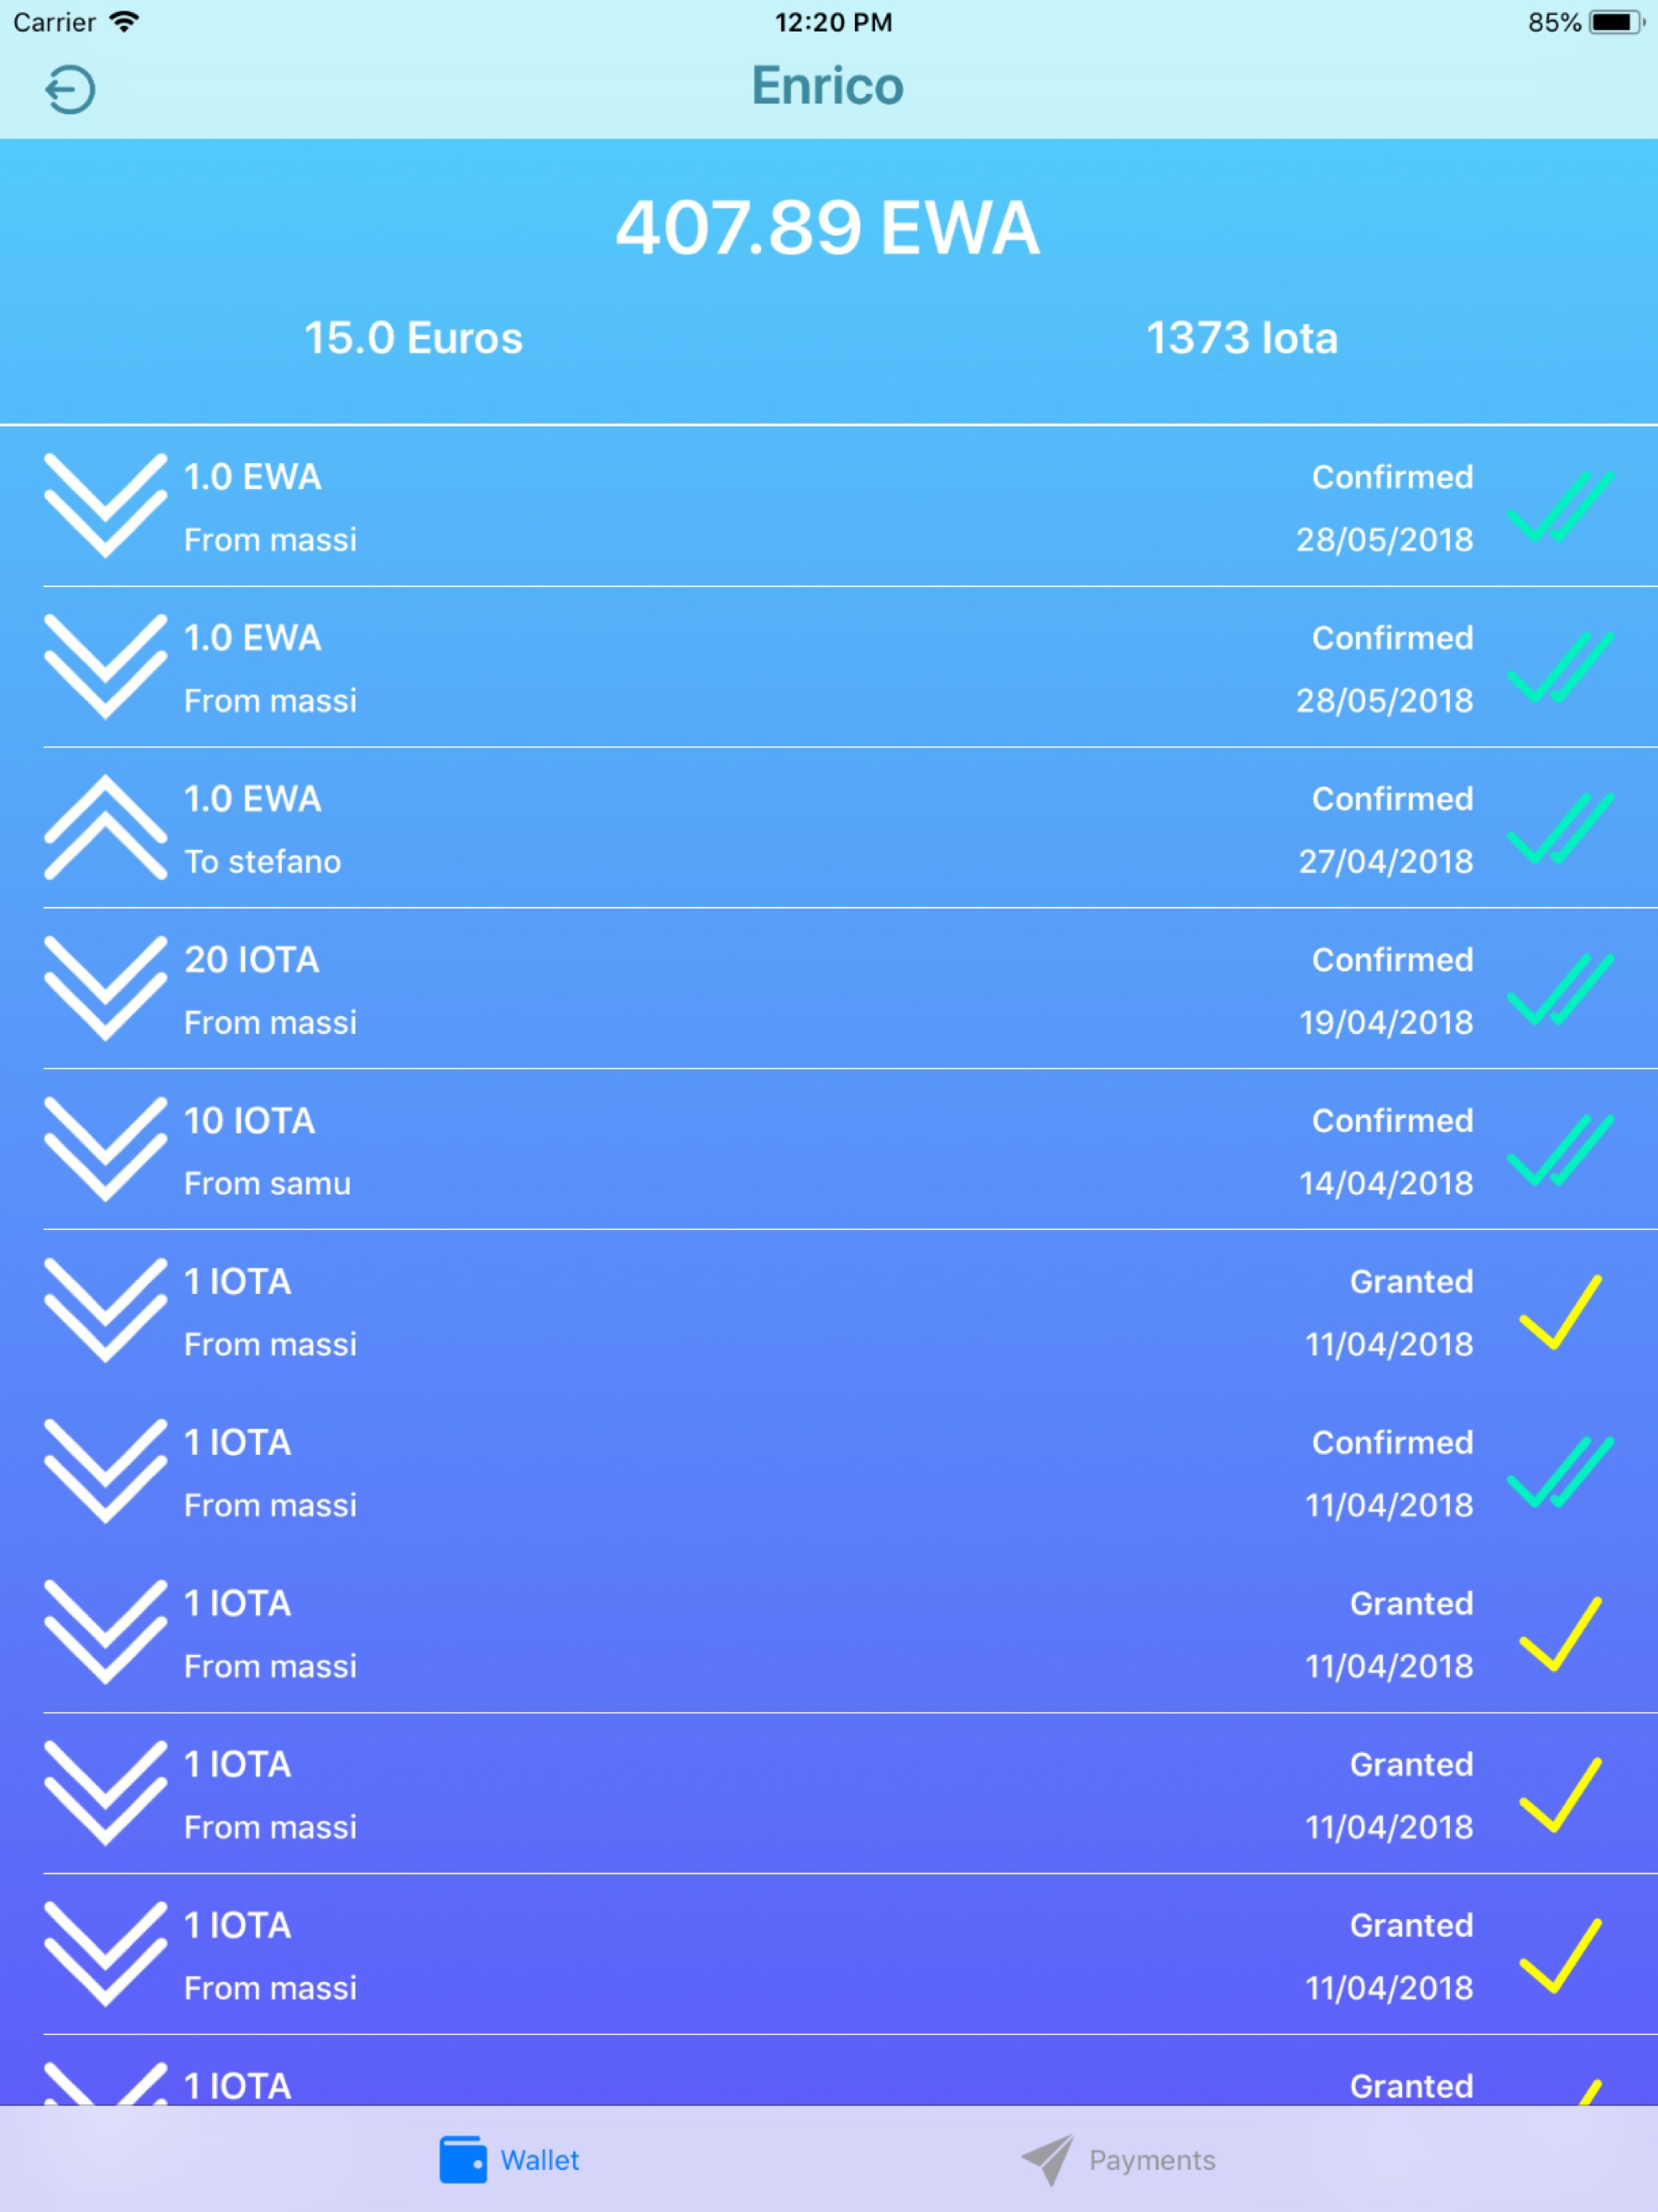 Carrier 12:20 PM 85%
Enrico
407.89 EWA
15.0 Euros 1373 Iota
1.0 EWA Confirmed
From massi 28/05/2018
1.0 EWA Confirmed
From massi 28/05/2018
1.0 EWA Confirmed
To stefano 27/04/2018
20 IOTA Confirmed
From massi 19/04/2018
10 IOTA Confirmed
From samu 14/04/2018
1 IOTA Granted
From massi 11/04/2018
1 IOTA Confirmed
From massi 11/04/2018
1 IOTA Granted
From massi 11/04/2018
1 IOTA Granted
From massi 11/04/2018
1 IOTA Granted
From massi 11/04/2018
1 IOTA Granted
Wallet Payments